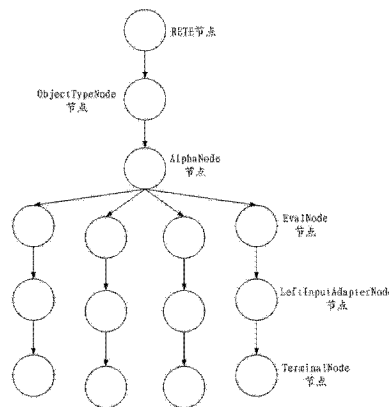 RETE节点
ObjectTypeNode
节点
AlphaNode
节点
EvalNode
节点
LeftInputAdapterNode
节点
TerminalNode
节点